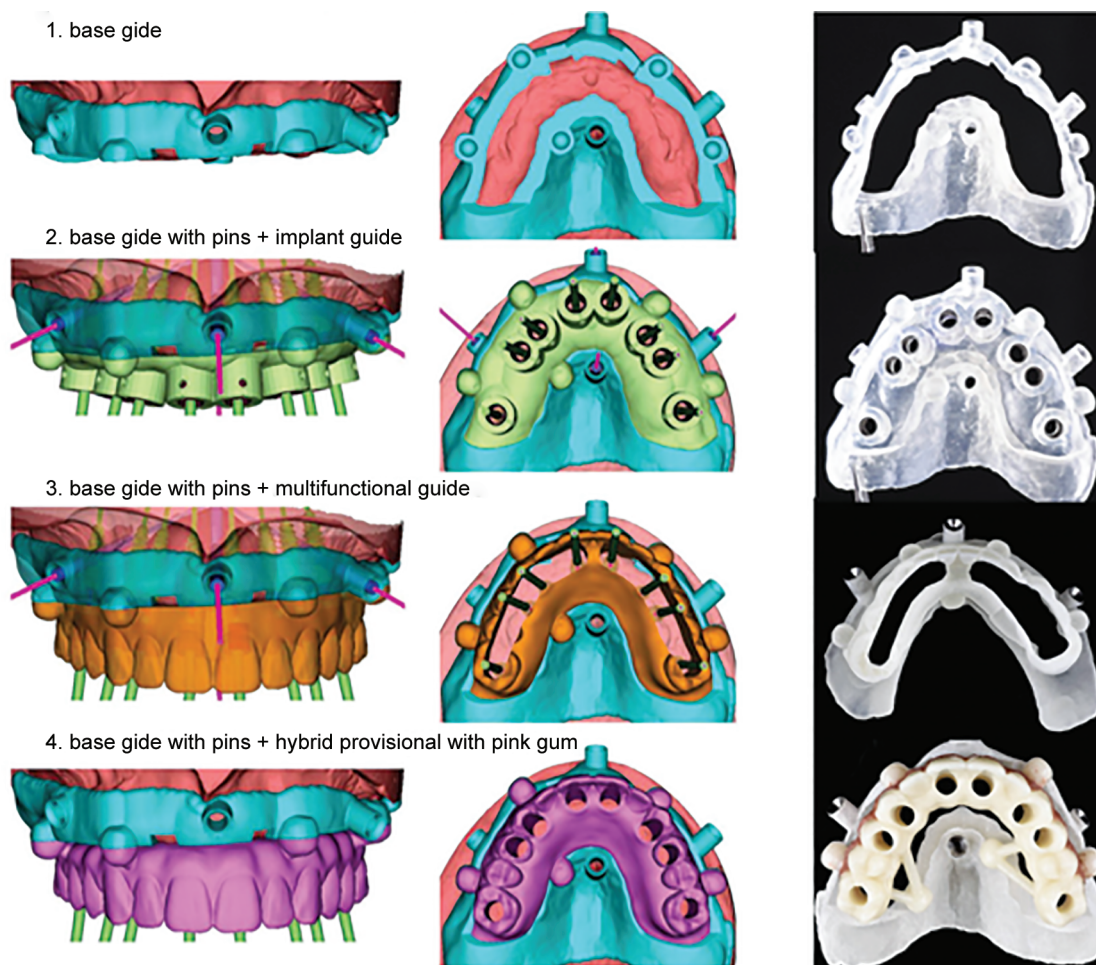 1. base gide
2. base gide with pins + implant guide
3. base gide with pins + multifunctional guide
4. base gide with pins + hybrid provisional with pink gum